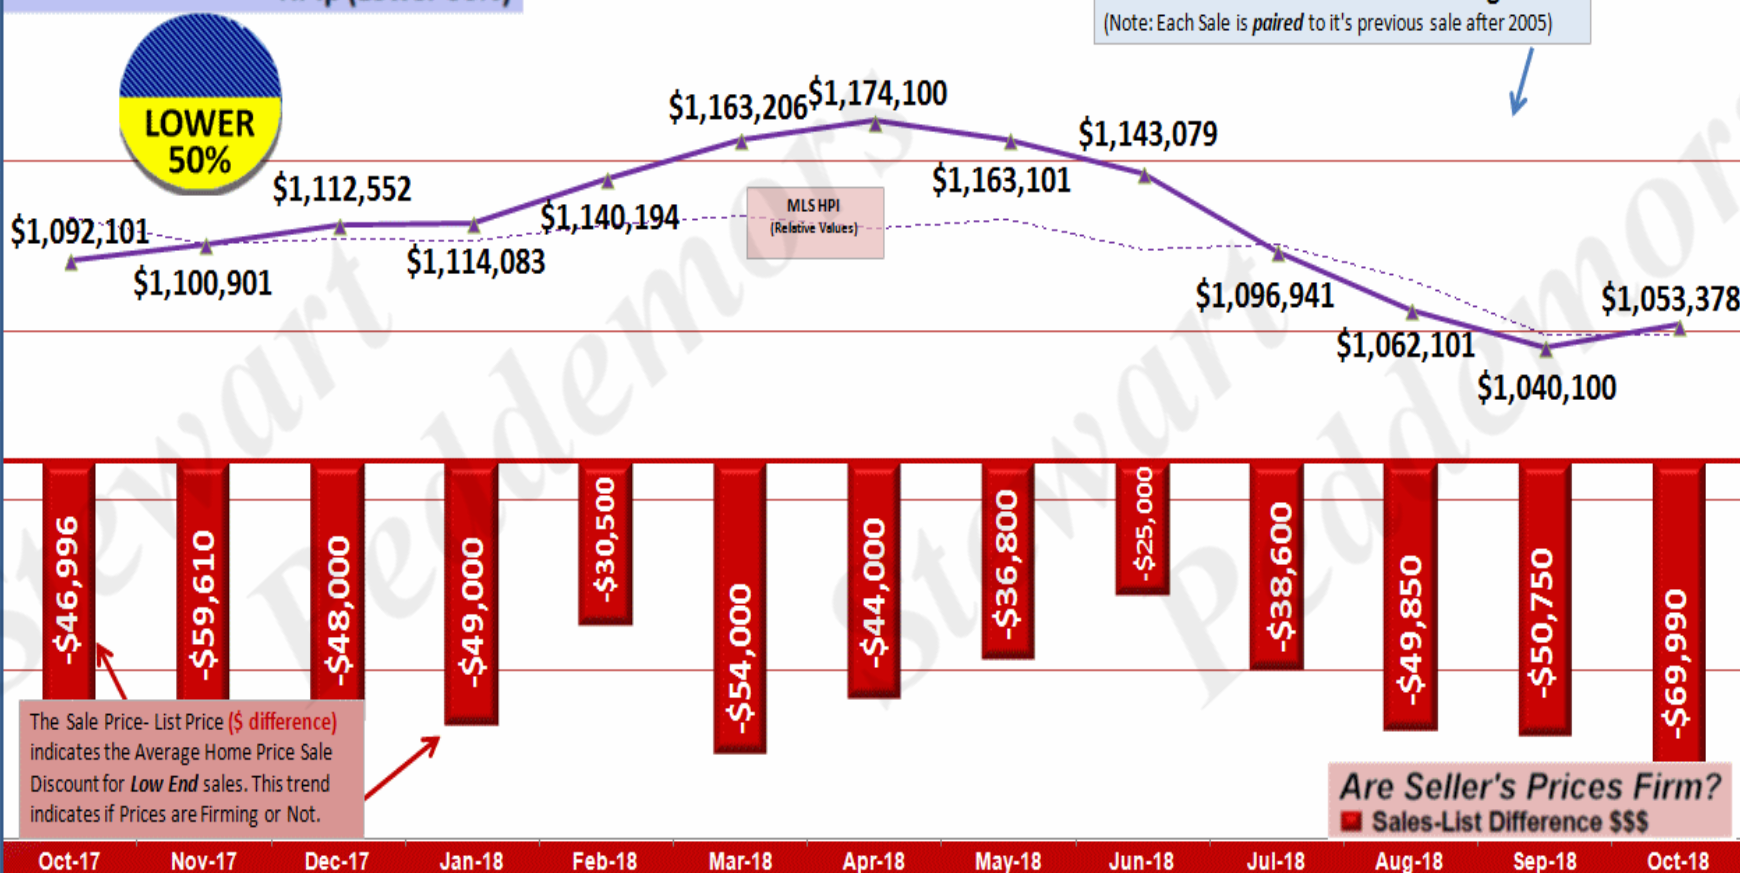 (Note: Each Sale is paired to it's previous sale after 2005)
LOWER
50%
$1,092,101
$1,100,901
$1,112,552
$1,114,083
$1,140,194
$1,163,206
$1,174,100
$1,163,101
$1,143,079
$1,096,941
$1,062,101
$1,040,100
$1,053,378
MLS HPI
(Relative Values)
Stewart
Peddemors
Stewart
Peddemors
-$46,996
-$59,610
-$48,000
-$49,000
-$30,500
-$54,000
-$44,000
-$36,800
-$25,000
-$38,600
-$49,850
-$50,750
-$69,990
The Sale Price- List Price ($ difference)
indicates the Average Home Price Sale
Discount for Low End sales. This trend
indicates if Prices are Firming or Not.
Are Seller's Prices Firm?
Sales-List Difference $$$
Oct-17 Nov-17 Dec-17 Jan-18 Feb-18 Mar-18 Apr-18 May-18 Jun-18 Jul-18 Aug-18 Sep-18 Oct-18